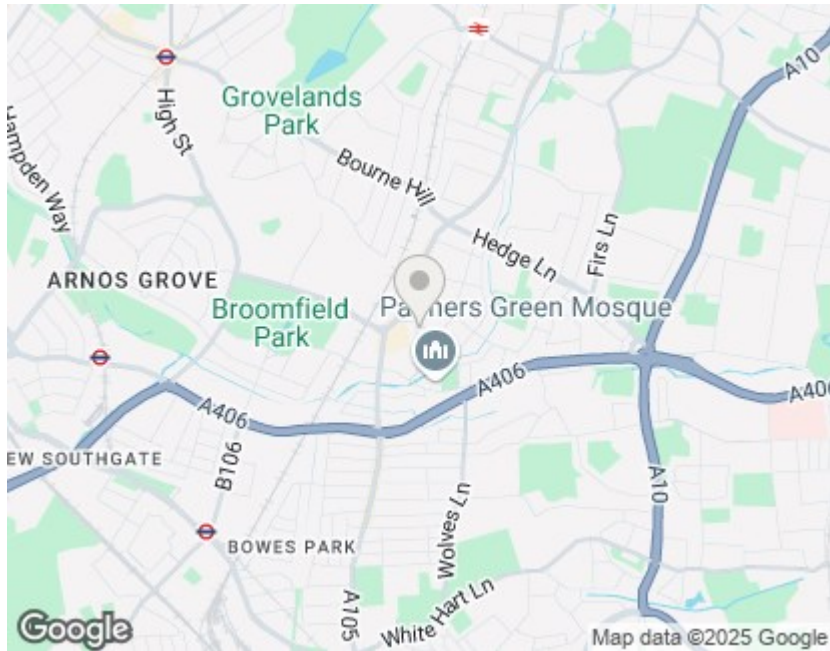 A10
Grovelands
Park
High St
Hampden Way
Bourne Hill
Hedge Ln
Firs Ln
ARNOS GROVE
Broomfield
Park
Palmers Green Mosque
A406
A406
A406
EW SOUTHGATE
B106
A10
Wolves Ln
BOWES PARK
A105
White Hart Ln
Google
Map data ©2025 Google